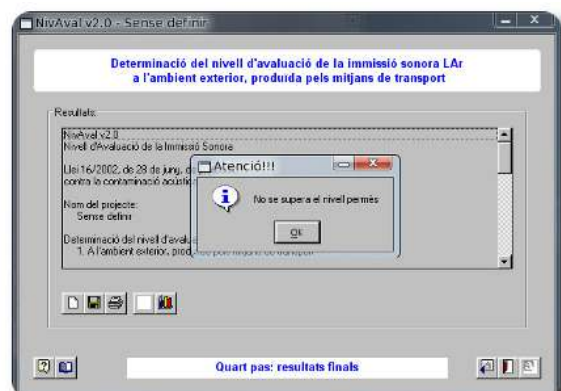 NivAval v2.0 - Sense definir
Determinació del nivell d'avaluació de la immissió sonora LAr
a l'ambient exterior, produïda pels mitjans de transport
Resultats:
NivAval v2.0
Nivell d'Avaluació de la Immissió Sonora
Llei 16/2002, de 28 de juny, de
contra la contaminació acústic
Nom del projecte:
Sense definir
Determinació del nivell d'avalu
1. A l'ambient exterior, produïda pels mitjans de transport
Atenció!!!
No se supera el nivell permès
Ok
Quart pas: resultats finals